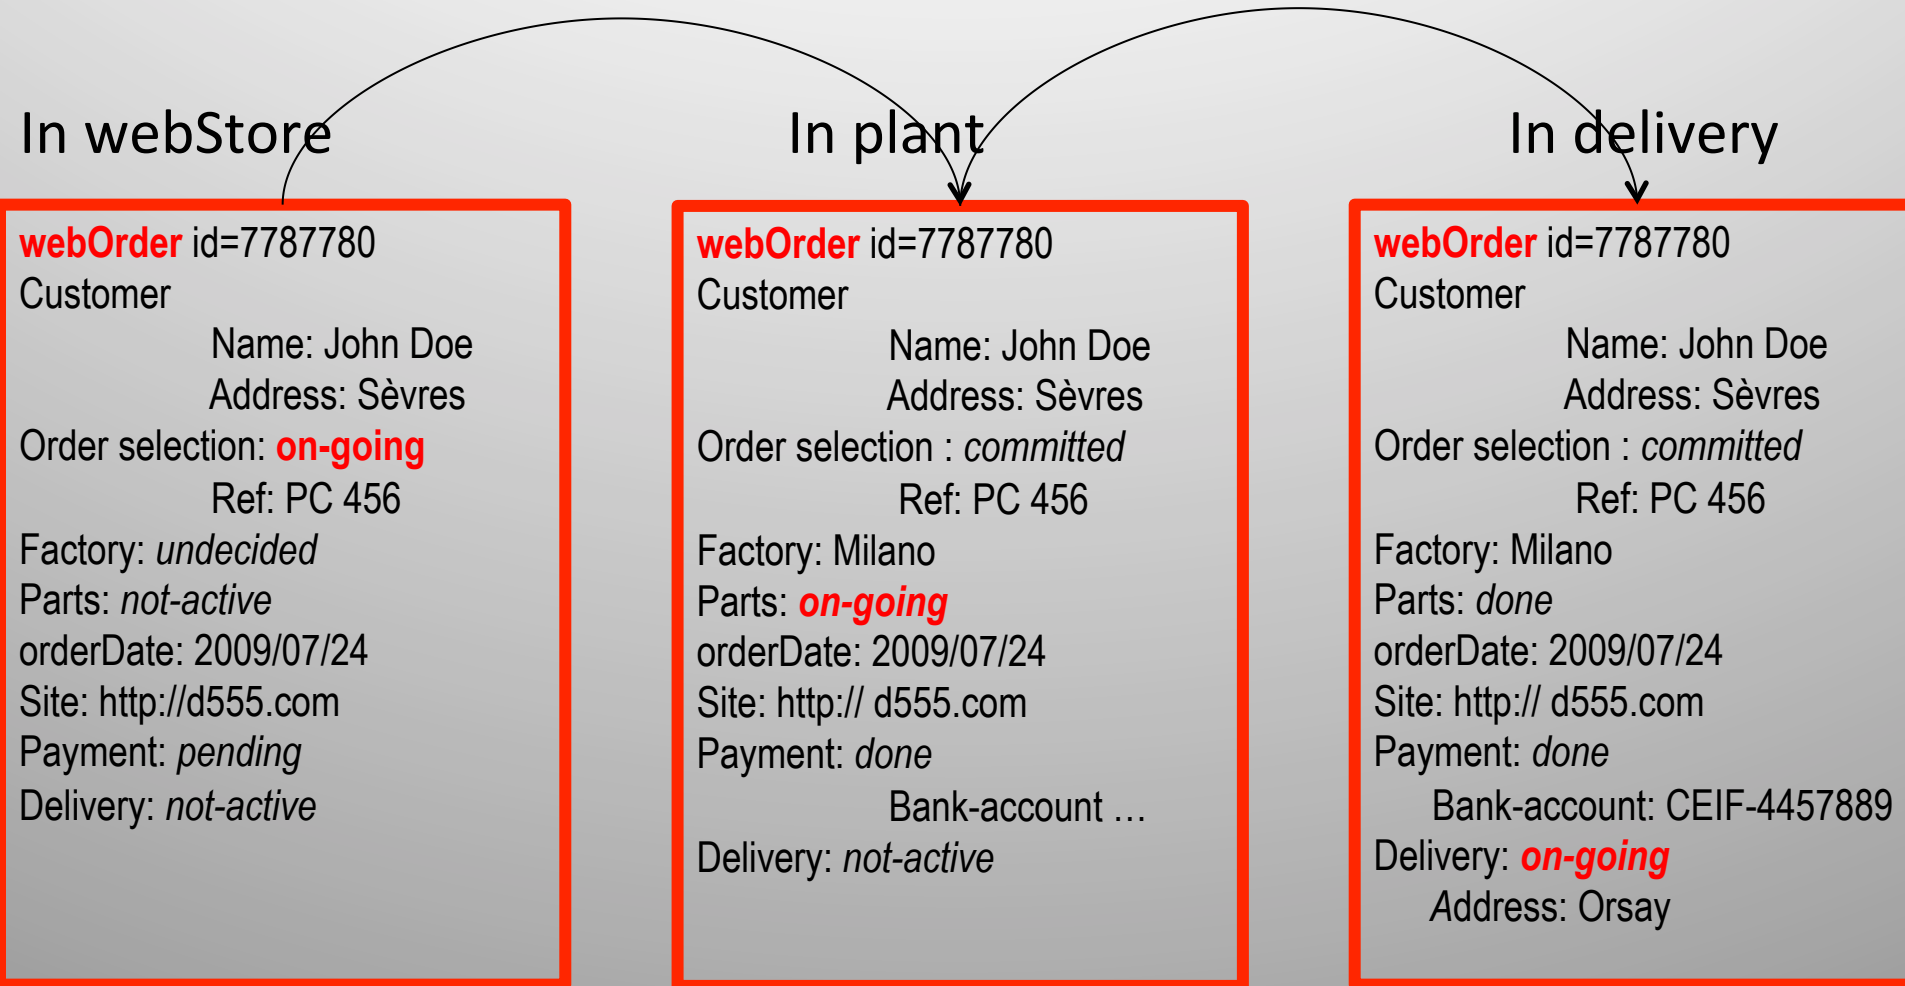 In webStore
webOrder id=7787780
Customer
Name: John Doe
Address: Sèvres
Order selection: on-going
Ref: PC 456
Factory: undecided
Parts: not-active
orderDate: 2009/07/24
Site: http://d555.com
Payment: pending
Delivery: not-active
In plant
webOrder id=7787780
Customer
Name: John Doe
Address: Sèvres
Order selection : committed
Ref: PC 456
Factory: Milano
Parts: on-going
orderDate: 2009/07/24
Site: http:// d555.com
Payment: done
Bank-account …
Delivery: not-active
In delivery
webOrder id=7787780
Customer
Name: John Doe
Address: Sèvres
Order selection : committed
Ref: PC 456
Factory: Milano
Parts: done
orderDate: 2009/07/24
Site: http:// d555.com
Payment: done
Bank-account: CEIF-4457889
Delivery: on-going
Address: Orsay